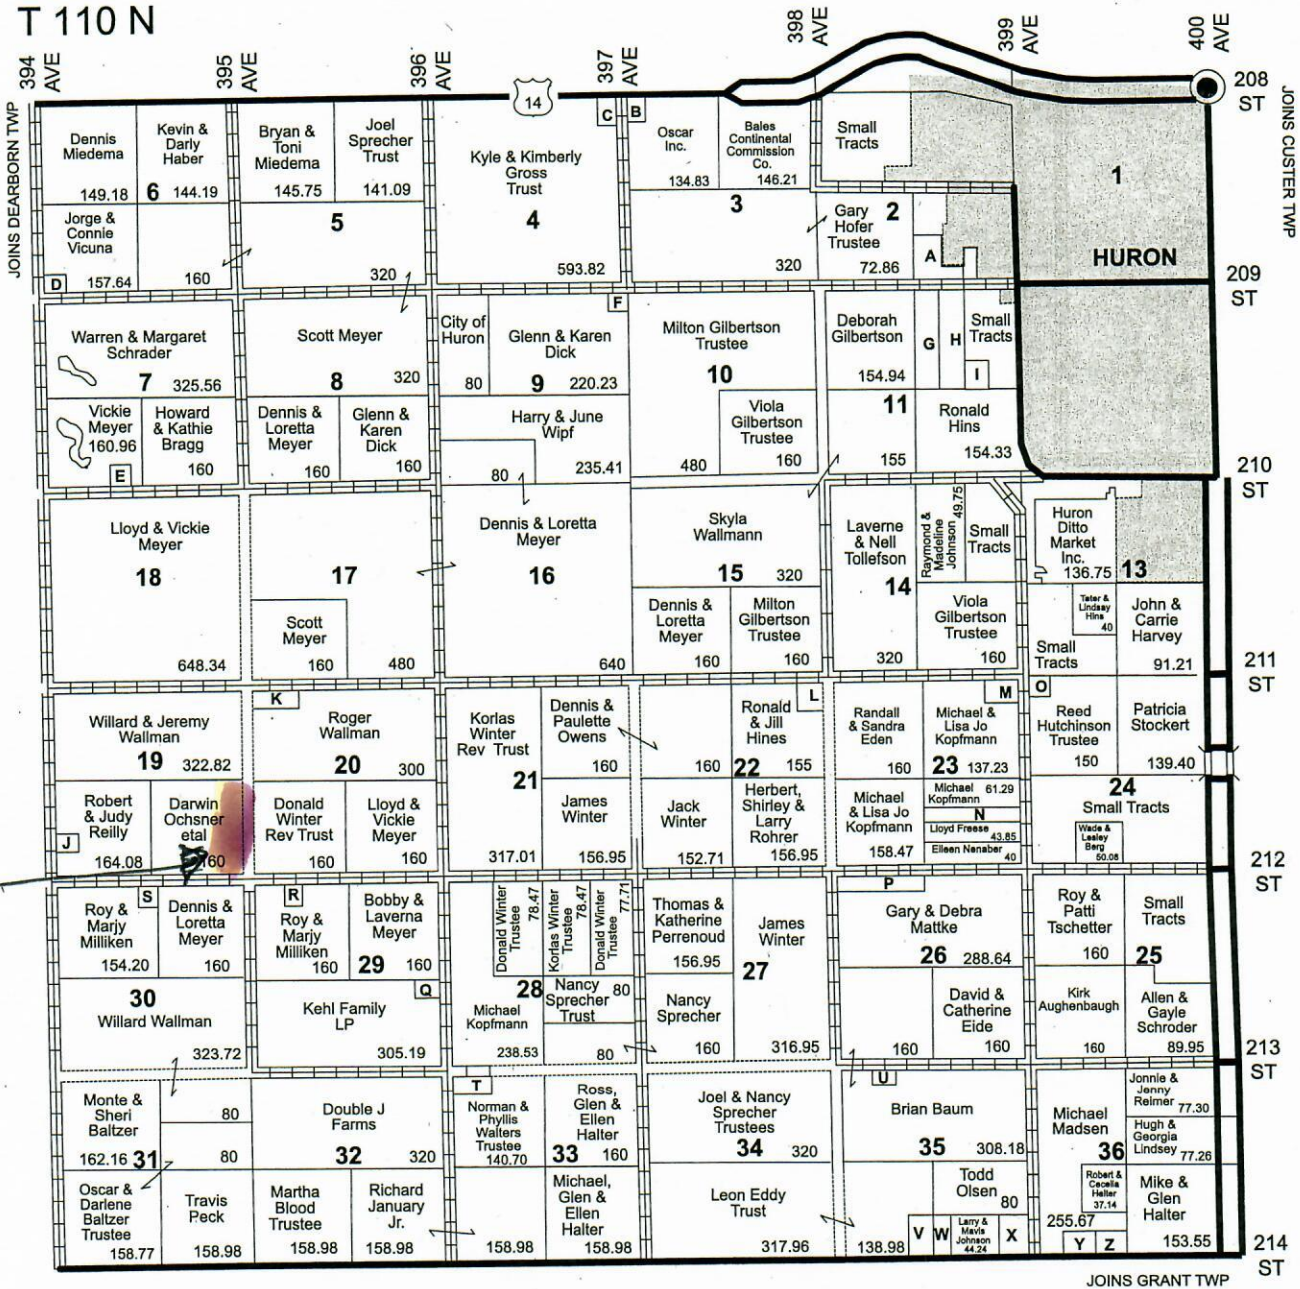 T 110 N
394 AVE
395 AVE
396 AVE
397 AVE
398 AVE
399 AVE
400 AVE
208 ST
JOINS DEARBORN TWP
JOINS CUSTER TWP
14
Dennis
Miedema
149.18
Kevin &
Darly
Haber
6 144.19
Bryan &
Toni
Miedema
145.75
Joel
Sprecher
Trust
141.09
Kyle & Kimberly
Gross
Trust
4
593.82
C
B
Oscar
Inc.
134.83
Bales
Continental
Commission
Co.
146.21
Small
Tracts
1
HURON
Jorge &
Connie
Vicuna
D 157.64
160
5
320
3
320
Gary
Hofer
Trustee
2
72.86
A
209 ST
Warren & Margaret
Schrader
7 325.56
Scott Meyer
8 320
City of
Huron
80
F
Glenn & Karen
Dick
9 220.23
Milton Gilbertson
Trustee
10
480
Deborah
Gilbertson
154.94
G
H
Small
Tracts
I
Vickie
Meyer
160.96
E
Howard
& Kathie
Bragg
160
Dennis &
Loretta
Meyer
160
Glenn &
Karen
Dick
160
Harry & June
Wipf
235.41
80
Viola
Gilbertson
Trustee
160
11
155
Ronald
Hins
154.33
210 ST
Lloyd & Vickie
Meyer
18
648.34
17
Scott
Meyer
160
480
Dennis & Loretta
Meyer
16
640
Skyla
Wallmann
15 320
Dennis &
Loretta
Meyer
160
Milton
Gilbertson
Trustee
160
Laverne
& Nell
Tollefson
14
320
Raymond &
Madeline
Johnson 49.75
Small
Tracts
Viola
Gilbertson
Trustee
160
Huron
Ditto
Market
Inc.
136.75
13
Tater &
Lindsay
Hins
40
Small
Tracts
John &
Carrie
Harvey
91.21
211 ST
Willard & Jeremy
Wallman
19 322.82
K
Roger
Wallman
20 300
Korlas
Winter
Rev Trust
21
317.01
Dennis &
Paulette
Owens
160
160
L
Ronald
& Jill
Hines
22 155
Randall
& Sandra
Eden
160
M
Michael &
Lisa Jo
Kopfmann
23 137.23
O
Reed
Hutchinson
Trustee
150
Patricia
Stockert
139.40
Robert
& Judy
Reilly
J
164.08
Darwin
Ochsner
etal
160
Donald
Winter
Rev Trust
160
Lloyd &
Vickie
Meyer
160
James
Winter
156.95
Jack
Winter
152.71
Herbert,
Shirley &
Larry
Rohrer
156.95
Michael
& Lisa Jo
Kopfmann
158.47
Michael 61.29
Kopfmann
N
Lloyd Freese
43.85
Eileen Nenaber
40
24
Small Tracts
Wade &
Lesley
Berg
50.08
212 ST
S
Roy &
Marjy
Milliken
154.20
Dennis &
Loretta
Meyer
160
R
Roy &
Marjy
Milliken
160
Bobby &
Laverna
Meyer
29 160
Donald Winter
Trustee 78.47
Korlas Winter
Trustee 78.47
Donald Winter
Trustee 77.71
28
Michael
Kopfmann
238.53
Nancy 80
Sprecher
Trust
80
Thomas &
Katherine
Perrenoud
156.95
James
Winter
27
316.95
P
Gary & Debra
Mattke
26 288.64
Roy &
Patti
Tschetter
160
Small
Tracts
25
30
Willard Wallman
323.72
Q
Kehl Family
LP
305.19
Nancy
Sprecher
160
160
David &
Catherine
Eide
160
Kirk
Aughenbaugh
160
Allen &
Gayle
Schroder
89.95
213 ST
Monte &
Sheri
Baltzer
162.16 31
80
80
Double J
Farms
32 320
T
Norman &
Phyllis
Walters
Trustee
140.70
Ross,
Glen &
Ellen
Halter
33 160
Joel & Nancy
Sprecher
Trustees
34 320
U
Brian Baum
35 308.18
Michael
Madsen
36
255.67
Jonnie &
Jenny
Reimer 77.30
Hugh &
Georgia
Lindsey 77.26
Oscar &
Darlene
Baltzer
Trustee
158.77
Travis
Peck
158.98
Martha
Blood
Trustee
158.98
Richard
January
Jr.
158.98
158.98
Michael,
Glen &
Ellen
Halter
158.98
Leon Eddy
Trust
317.96
138.98
Todd
Olsen 80
V
W
Larry &
Mavis
Johnson
44.24
X
Robert &
Cecelia
Halter
37.14
Y
Z
Mike &
Glen
Halter
153.55
214 ST
JOINS GRANT TWP